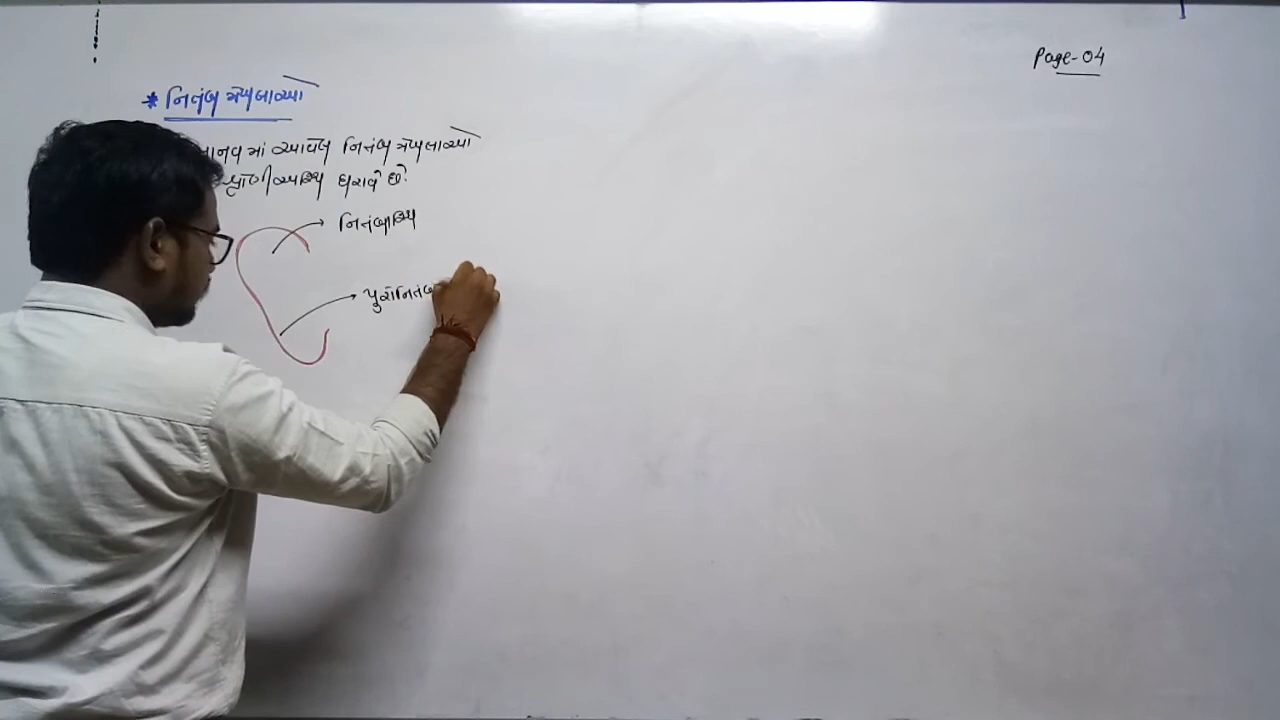 Page-04
* નિતંબ મેખલાઓ
માનવ માં આવેલ નિતંબ મેખલાઓ
શ્રોણીઅસ્થિ ધરાવે છે.
નિતંબાસ્થિ
પુરોનિતંબ